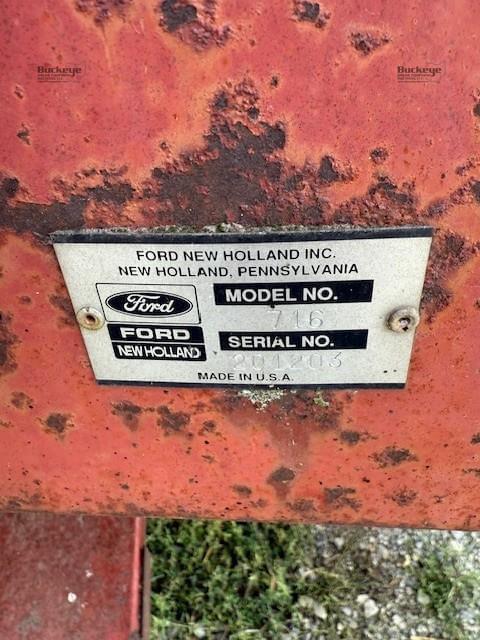 Buckeye
Buckeye
FORD NEW HOLLAND INC.
NEW HOLLAND, PENNSYLVANIA
Ford
MODEL NO.
716
FORD
NEW HOLLAND
SERIAL NO.
201203
MADE IN U.S.A.